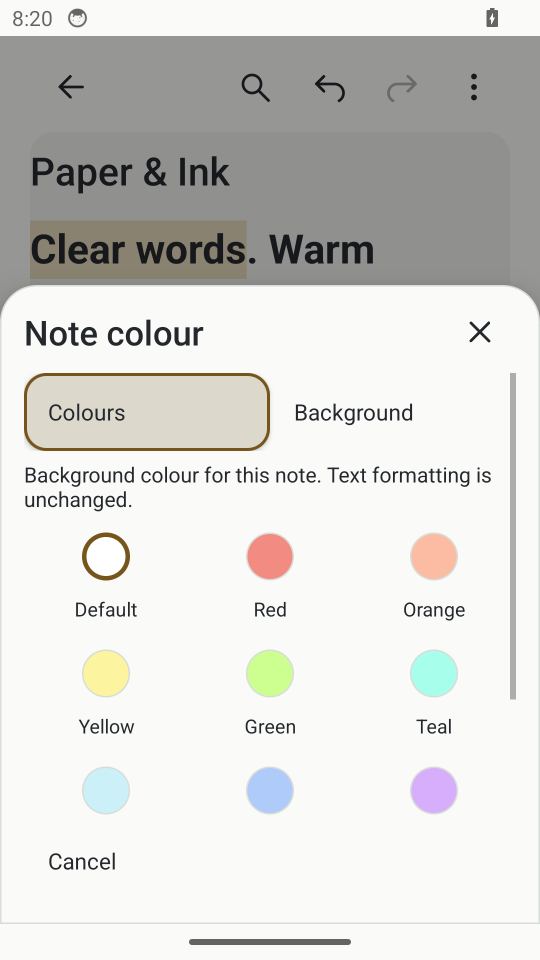 8:20
Paper & Ink
Clear words. Warm
Note colour
Colours
Background
Background colour for this note. Text formatting is
unchanged.
Default
Red
Orange
Yellow
Green
Teal
Cancel